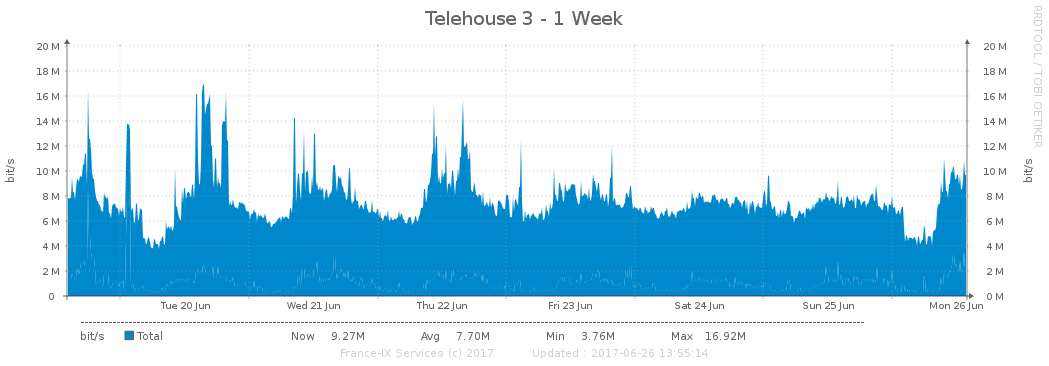 Telehouse 3 - 1 Week
RRDTOOL / TOBI OETIKER
bit/s
20 M 20 M
18 M 18 M
16 M 16 M
14 M 14 M
12 M 12 M
10 M 10 M
8 M 8 M
6 M 6 M
4 M 4 M
2 M 2 M
0 0 M
bit/s
Tue 20 Jun Wed 21 Jun Thu 22 Jun Fri 23 Jun Sat 24 Jun Sun 25 Jun Mon 26 Jun
bit/s Total Now 9.27M Avg 7.70M Min 3.76M Max 16.92M
France-IX Services (c) 2017 Updated : 2017-06-26 13:55:14